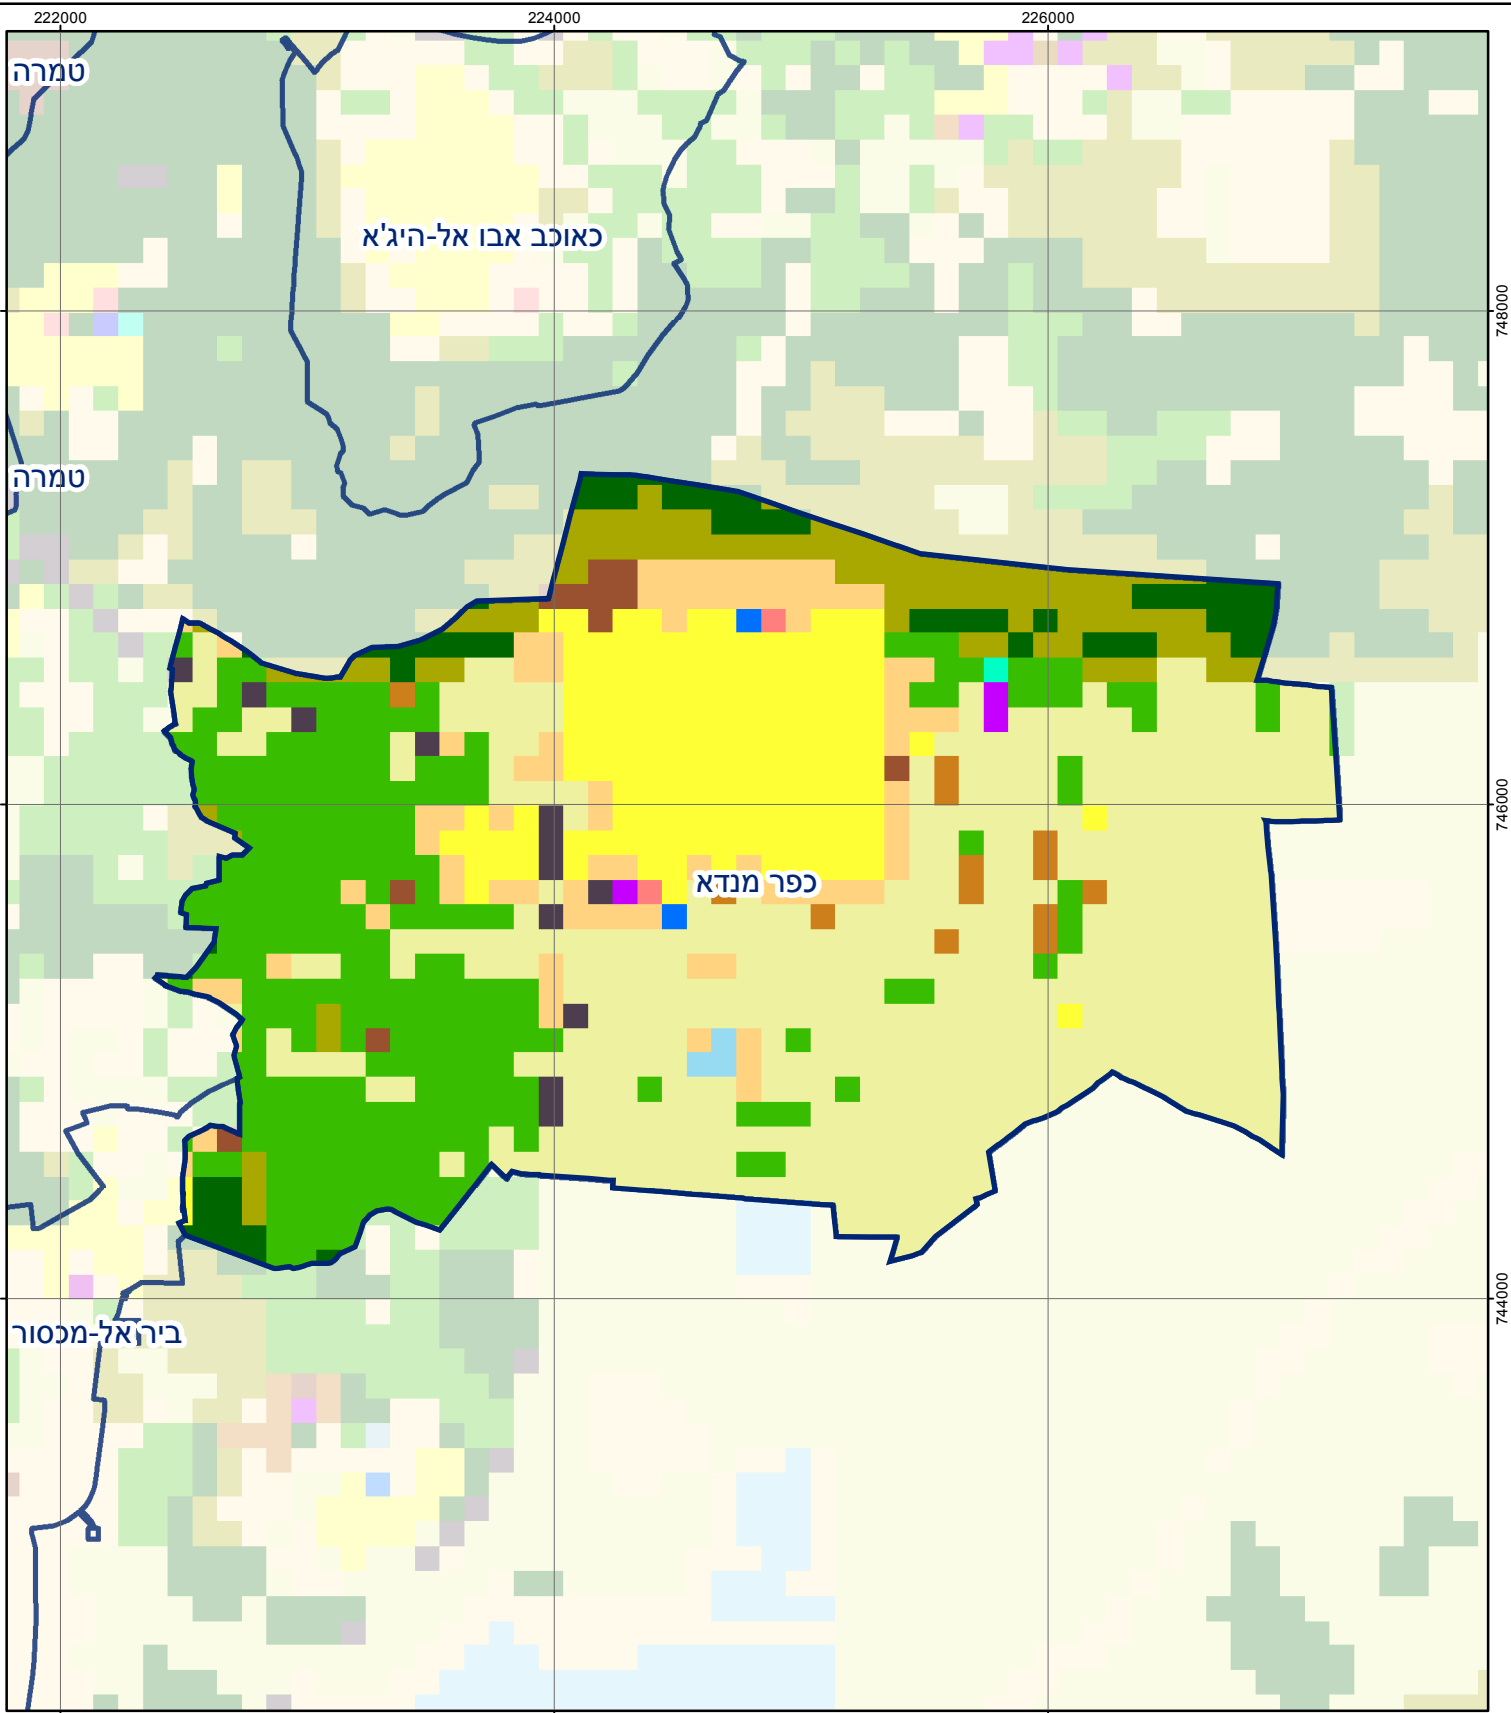 222000 224000 226000
טמרה
כאוכב אבו אל-היג'א
748000
טמרה
746000
כפר מנדא
744000
ביר אל-מכסור